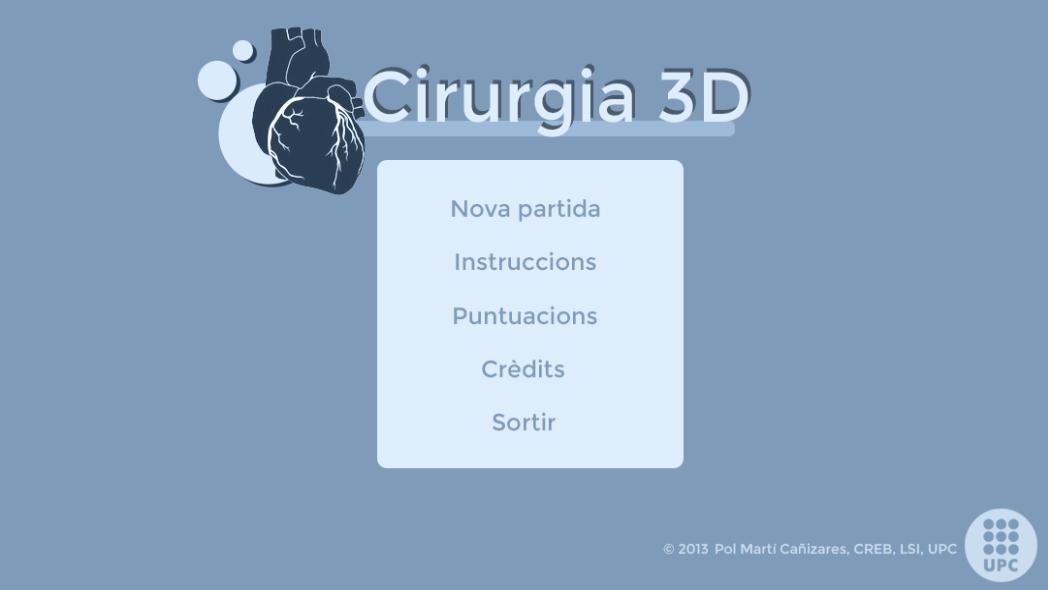 Cirurgia 3D
Nova partida
Instruccions
Puntuacions
Crèdits
Sortir
© 2013 Pol Martí Cañizares, CREB, LSI, UPC
UPC